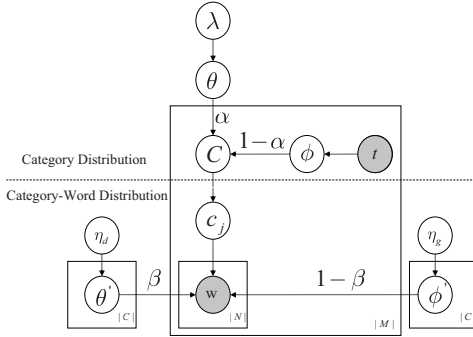 λ
θ
α
C
1−α
ϕ
t
Category Distribution
Category-Word Distribution
c_j
η_d
η_g
θ'
β
w
1−β
ϕ'
|C|
|N|
|M|
|C